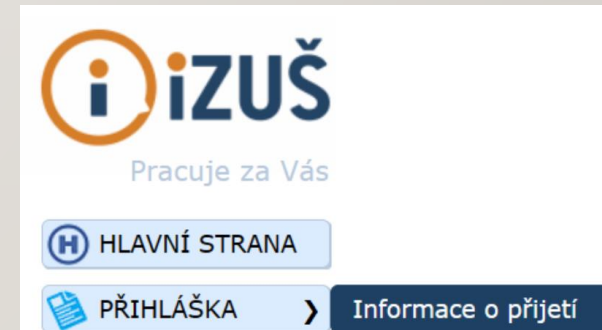 iZUŠ
Pracuje za Vás
HLAVNÍ STRANA
PŘIHLÁŠKA ❯ Informace o přijetí